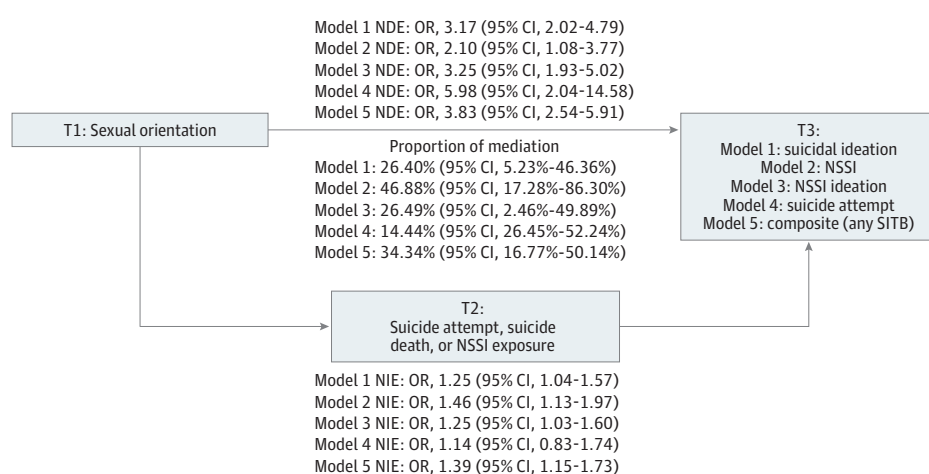 Model 1 NDE: OR, 3.17 (95% CI, 2.02-4.79)
Model 2 NDE: OR, 2.10 (95% CI, 1.08-3.77)
Model 3 NDE: OR, 3.25 (95% CI, 1.93-5.02)
Model 4 NDE: OR, 5.98 (95% CI, 2.04-14.58)
Model 5 NDE: OR, 3.83 (95% CI, 2.54-5.91)
T1: Sexual orientation
Proportion of mediation
Model 1: 26.40% (95% CI, 5.23%-46.36%)
Model 2: 46.88% (95% CI, 17.28%-86.30%)
Model 3: 26.49% (95% CI, 2.46%-49.89%)
Model 4: 14.44% (95% CI, 26.45%-52.24%)
Model 5: 34.34% (95% CI, 16.77%-50.14%)
T3:
Model 1: suicidal ideation
Model 2: NSSI
Model 3: NSSI ideation
Model 4: suicide attempt
Model 5: composite (any SITB)
T2:
Suicide attempt, suicide
death, or NSSI exposure
Model 1 NIE: OR, 1.25 (95% CI, 1.04-1.57)
Model 2 NIE: OR, 1.46 (95% CI, 1.13-1.97)
Model 3 NIE: OR, 1.25 (95% CI, 1.03-1.60)
Model 4 NIE: OR, 1.14 (95% CI, 0.83-1.74)
Model 5 NIE: OR, 1.39 (95% CI, 1.15-1.73)